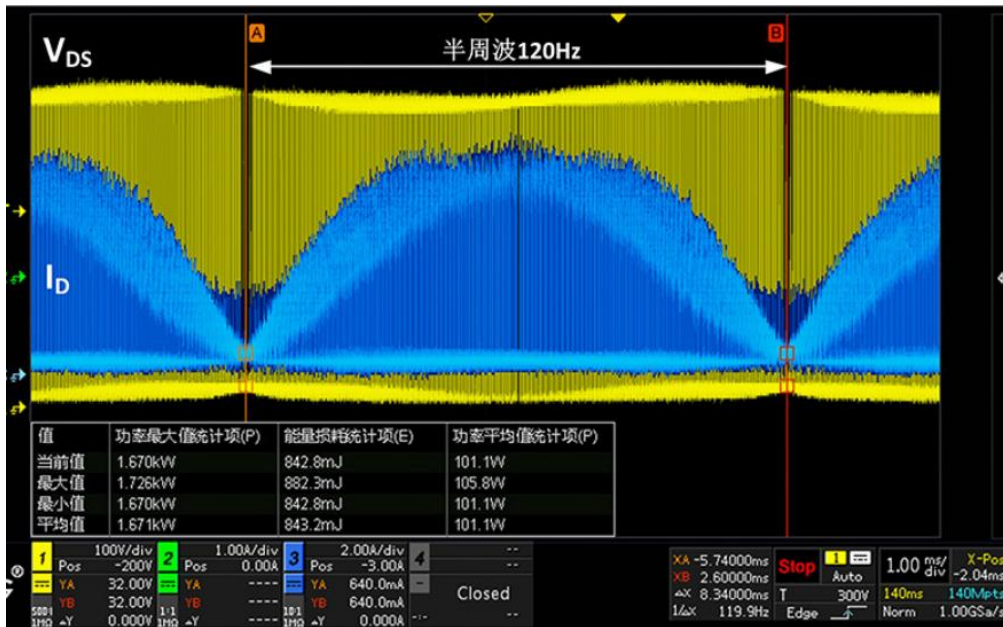 A
B
V_DS
半周波120Hz
I_D
值 功率最大值统计项(P) 能量损耗统计项(E) 功率平均值统计项(P)
当前值 1.670kW 842.8mJ 101.1W
最大值 1.726kW 882.3mJ 105.8W
最小值 1.670kW 842.8mJ 101.1W
平均值 1.671kW 843.2mJ 101.1W
1 100V/div 2 1.00A/div 3 2.00A/div 4 --
Pos -200V Pos 0.00A Pos -3.00A --
YA 32.00V YA ---- YA 640.0mA - Closed
YB 32.00V YB ---- YB 640.0mA
1MΩ △Y 0.000V 1MΩ △Y ---- 1MΩ △Y 0.000A -:- --
XA -5.74000ms
XB 2.60000ms
△X 8.34000ms
1/△X 119.9Hz
Stop 1
Auto
T 300V
Edge
1.00 ms/div X-Pos
-2.04ms
140ms 140Mpts
Norm 1.00GSa/s